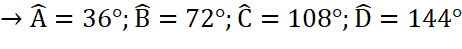 → Â = 36°; B̂ = 72°; Ĉ = 108°; D̂ = 144°